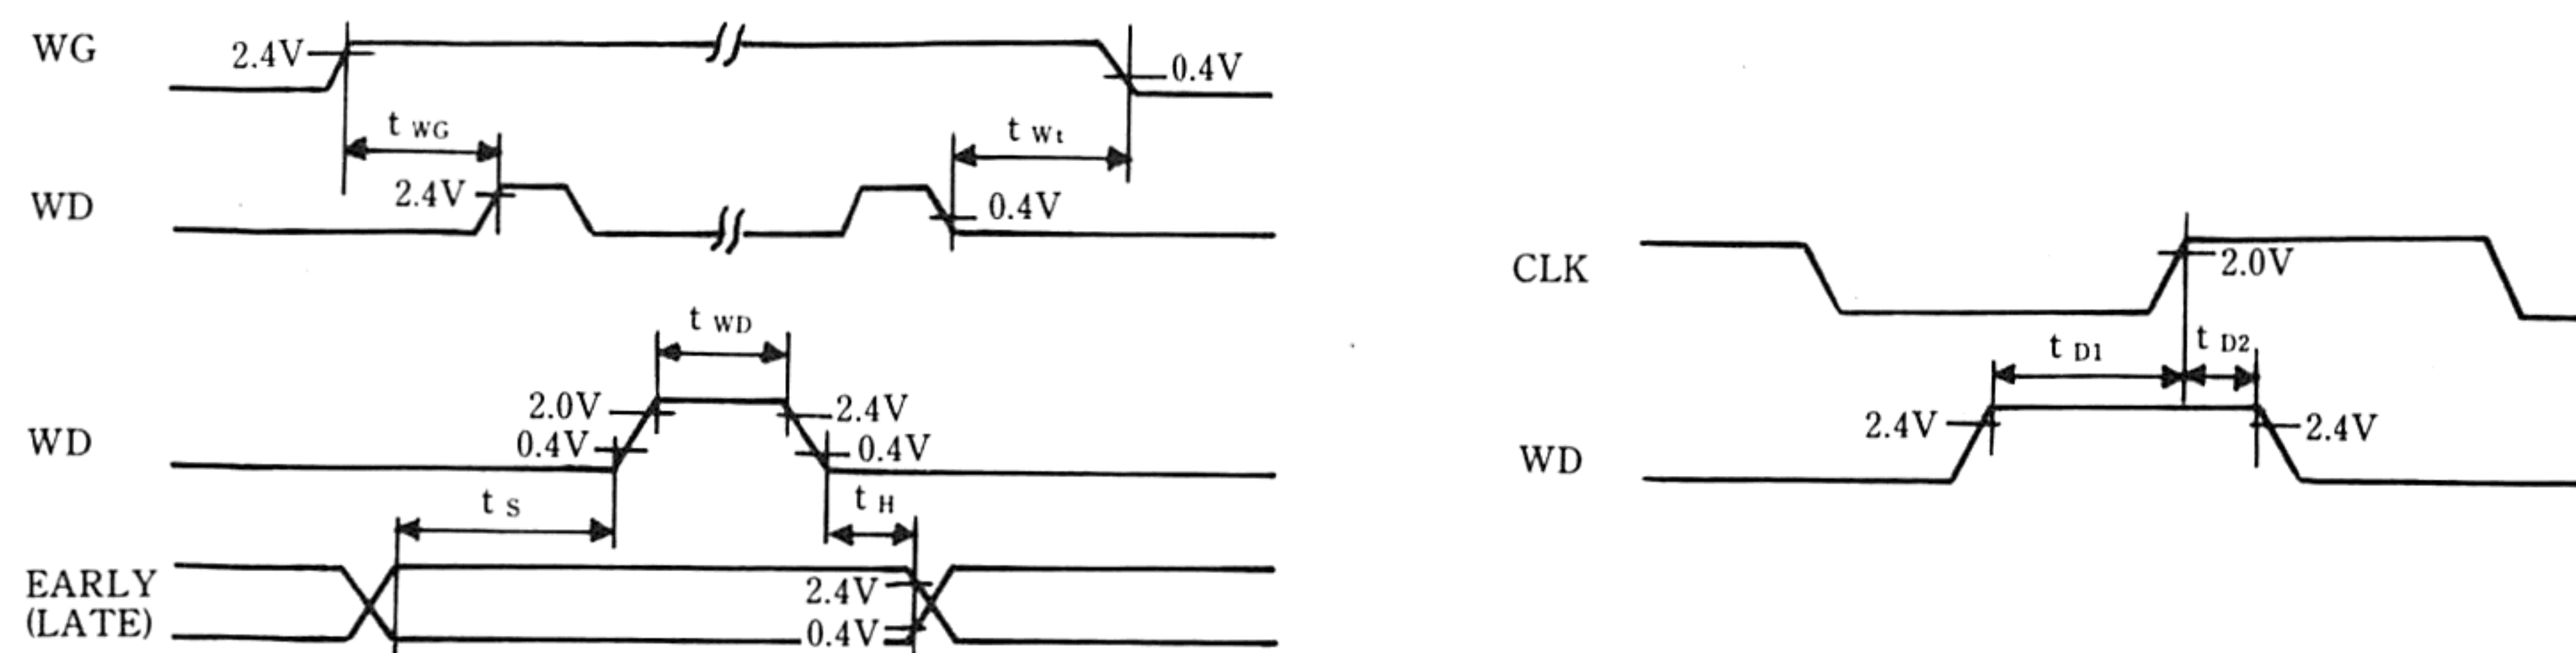 WG
2.4V
0.4V
t WG
t Wt
WD
2.4V
0.4V
t WD
2.0V
2.4V
WD
0.4V
0.4V
t S
t H
EARLY
(LATE)
2.4V
0.4V
CLK
2.0V
t D1
t D2
2.4V
2.4V
WD